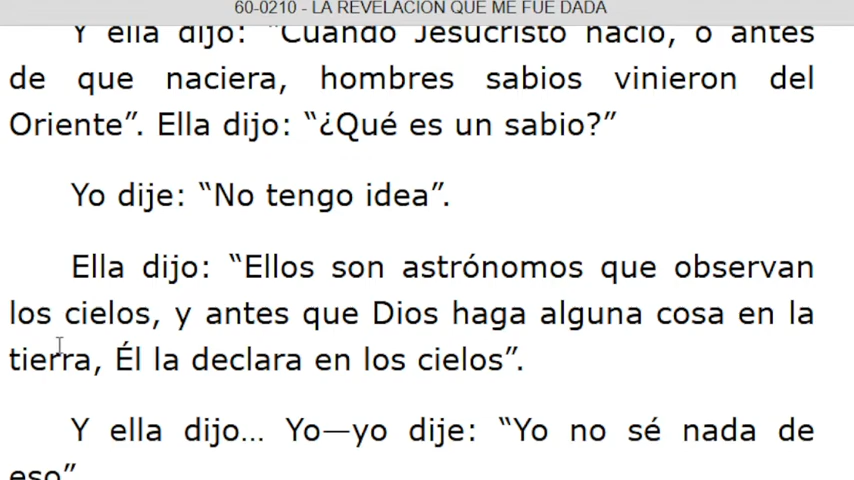 60-0210 - LA REVELACION QUE ME FUE DADA
Y ella dijo: “Cuando Jesucristo nació, o antes
de que naciera, hombres sabios vinieron del
Oriente”. Ella dijo: “¿Qué es un sabio?”
Yo dije: “No tengo idea”.
Ella dijo: “Ellos son astrónomos que observan
los cielos, y antes que Dios haga alguna cosa en la
tierra, Él la declara en los cielos”.
Y ella dijo… Yo—yo dije: “Yo no sé nada de
eso”